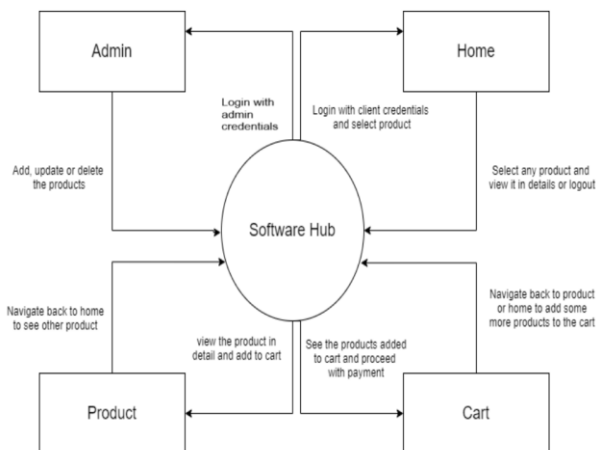 Admin
Home
Login with
admin
credentials
Login with client credentials
and select product
Add, update or delete
the products
Select any product and
view it in details or logout
Software Hub
Navigate back to home
to see other product
Navigate back to product
or home to add some
more products to the cart
view the product in
detail and add to cart
See the products added
to cart and proceed
with payment
Product
Cart